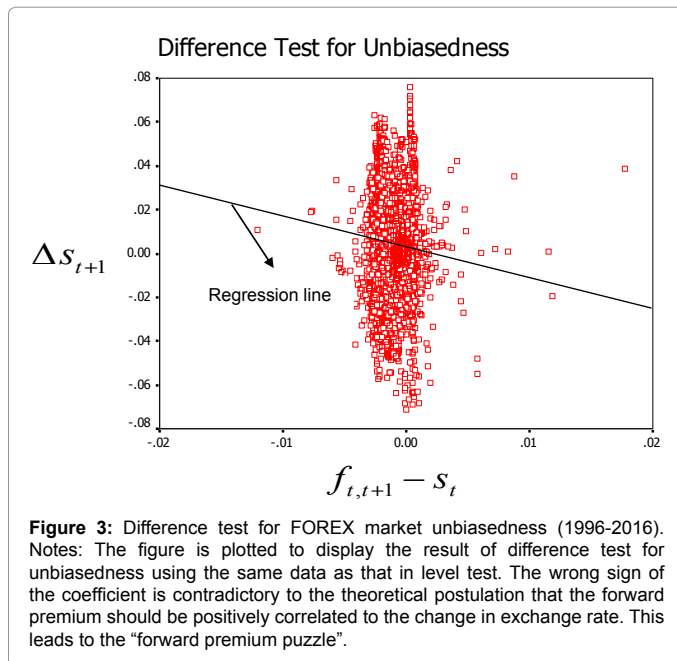 Difference Test for Unbiasedness
.08
.06
.04
.02
0.00
-.02
-.04
-.06
-.08
Δs_{t+1}
Regression line
-.02 -.01 0.00 .01 .02
f_{t,t+1} − s_t
Figure 3: Difference test for FOREX market unbiasedness (1996-2016).
Notes: The figure is plotted to display the result of difference test for
unbiasedness using the same data as that in level test. The wrong sign of
the coefficient is contradictory to the theoretical postulation that the forward
premium should be positively correlated to the change in exchange rate. This
leads to the “forward premium puzzle”.